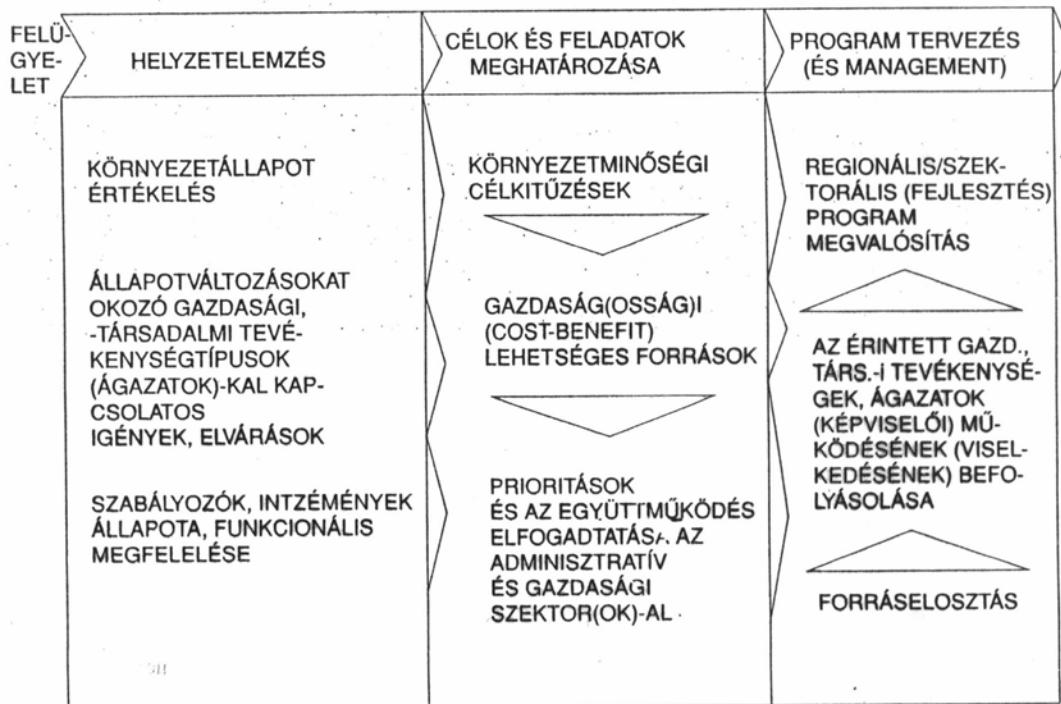 FELÜ-
GYE-
LET
HELYZETELEMZÉS
CÉLOK ÉS FELADATOK
MEGHATÁROZÁSA
PROGRAM TERVEZÉS
(ÉS MANAGEMENT)
KÖRNYEZETÁLLAPOT
ÉRTÉKELÉS
ÁLLAPOTVÁLTOZÁSOKAT
OKOZÓ GAZDASÁGI,
-TÁRSADALMI TEVÉ-
KENYSÉGTÍPUSOK
(ÁGAZATOK)-KAL KAP-
CSOLATOS
IGÉNYEK, ELVÁRÁSOK
SZABÁLYOZÓK, INTZÉMÉNYEK
ÁLLAPOTA, FUNKCIONÁLIS
MEGFELELÉSE
KÖRNYEZETMINŐSÉGI
CÉLKITŰZÉSEK
GAZDASÁG(OSSÁG)I
(COST-BENEFIT)
LEHETSÉGES FORRÁSOK
PRIORITÁSOK
ÉS AZ EGYÜTTMŰKÖDÉS
ELFOGADTATÁSA AZ
ADMINISZTRATÍV
ÉS GAZDASÁGI
SZEKTOR(OK)-AL
REGIONÁLIS/SZEK-
TORÁLIS (FEJLESZTÉS)
PROGRAM
MEGVALÓSÍTÁS
AZ ÉRINTETT GAZD.,
TÁRS.-I TEVÉKENYSÉ-
GEK, ÁGAZATOK
(KÉPVISELŐI) MŰ-
KÖDÉSÉNEK (VISEL-
KEDÉSÉNEK) BEFO-
LYÁSOLÁSA
FORRÁSELOSZTÁS